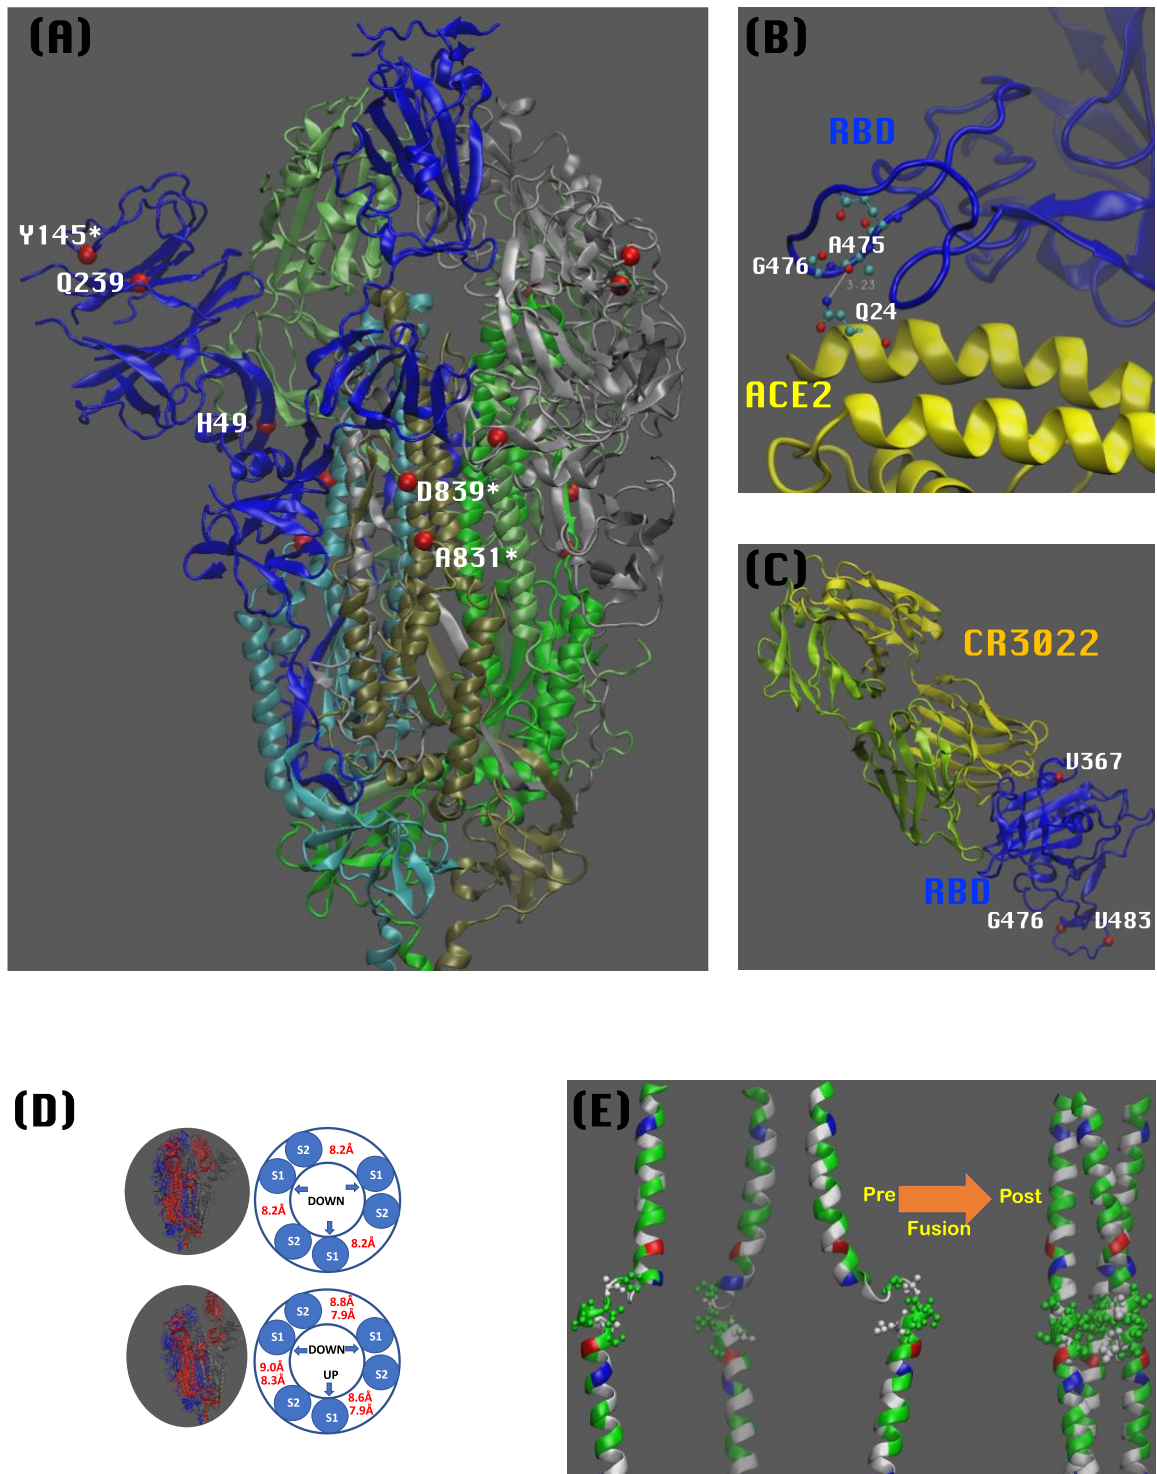 (A)
Y145*
Q239
H49
D839*
A831*
(B)
RBD
A475
G476
3.23
Q24
ACE2
(C)
CR3022
V367
RBD
G476
V483
(D)
S2
8.2Å
S1
S1
DOWN
8.2Å
S2
S2
S1
8.2Å
S2
8.8Å
7.9Å
S1
S1
DOWN
9.0Å
8.3Å
UP
S2
S2
S1
8.6Å
7.9Å
(E)
Pre
Post
Fusion